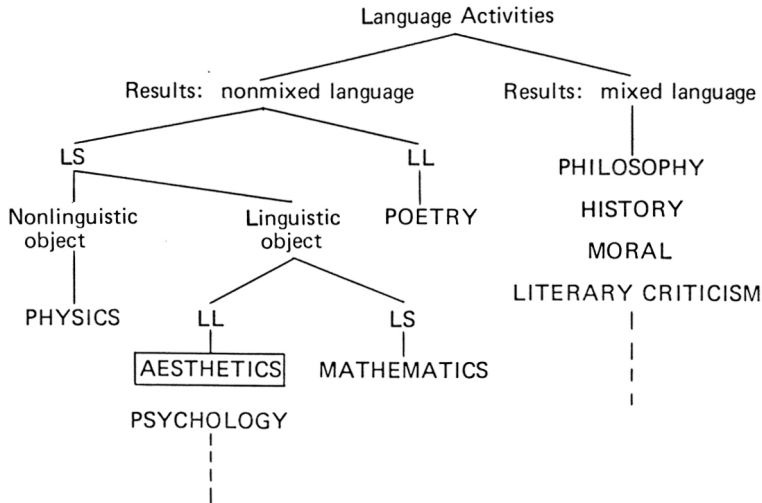 Language Activities
Results: nonmixed language
Results: mixed language
LS
LL
PHILOSOPHY
Nonlinguistic
object
Linguistic
object
POETRY
HISTORY
MORAL
LITERARY CRITICISM
PHYSICS
LL
LS
AESTHETICS
MATHEMATICS
PSYCHOLOGY